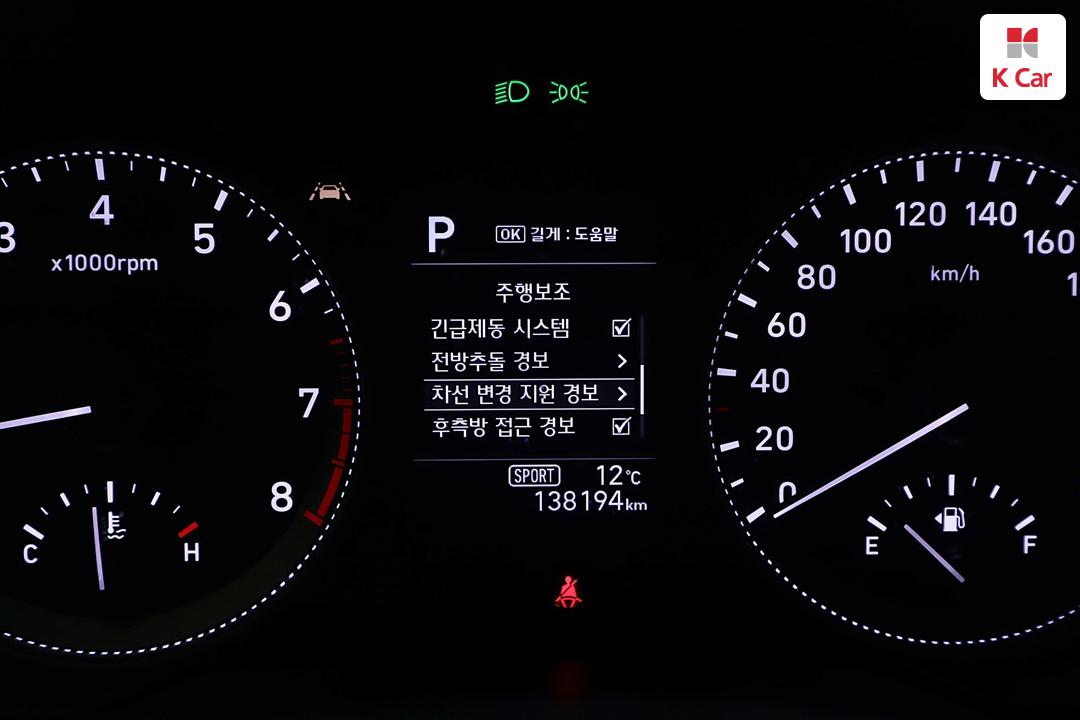 K Car
3 4 5 6 7 8
x1000rpm
C H
P
OK 길게 : 도움말
주행보조
긴급제동 시스템
전방추돌 경보
차선 변경 지원 경보
후측방 접근 경보
SPORT 12°C
138194km
0 20 40 60 80 100 120 140 160
km/h
E F